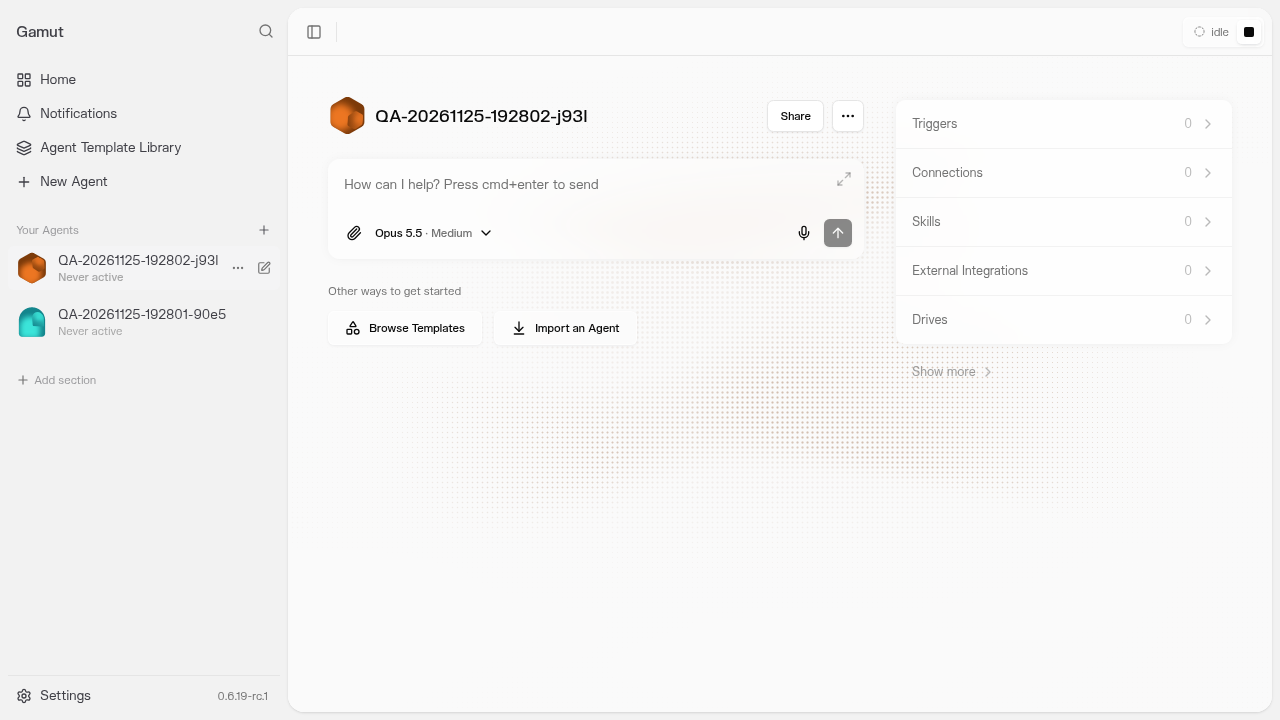 Gamut
Home
Notifications
Agent Template Library
New Agent
Your Agents
QA-20261125-192802-j93l
Never active
QA-20261125-192801-90e5
Never active
Add section
Settings
0.6.19-rc.1
idle
QA-20261125-192802-j93l
Share
How can I help? Press cmd+enter to send
Opus 5.5 · Medium
Other ways to get started
Browse Templates
Import an Agent
Triggers 0
Connections 0
Skills 0
External Integrations 0
Drives 0
Show more